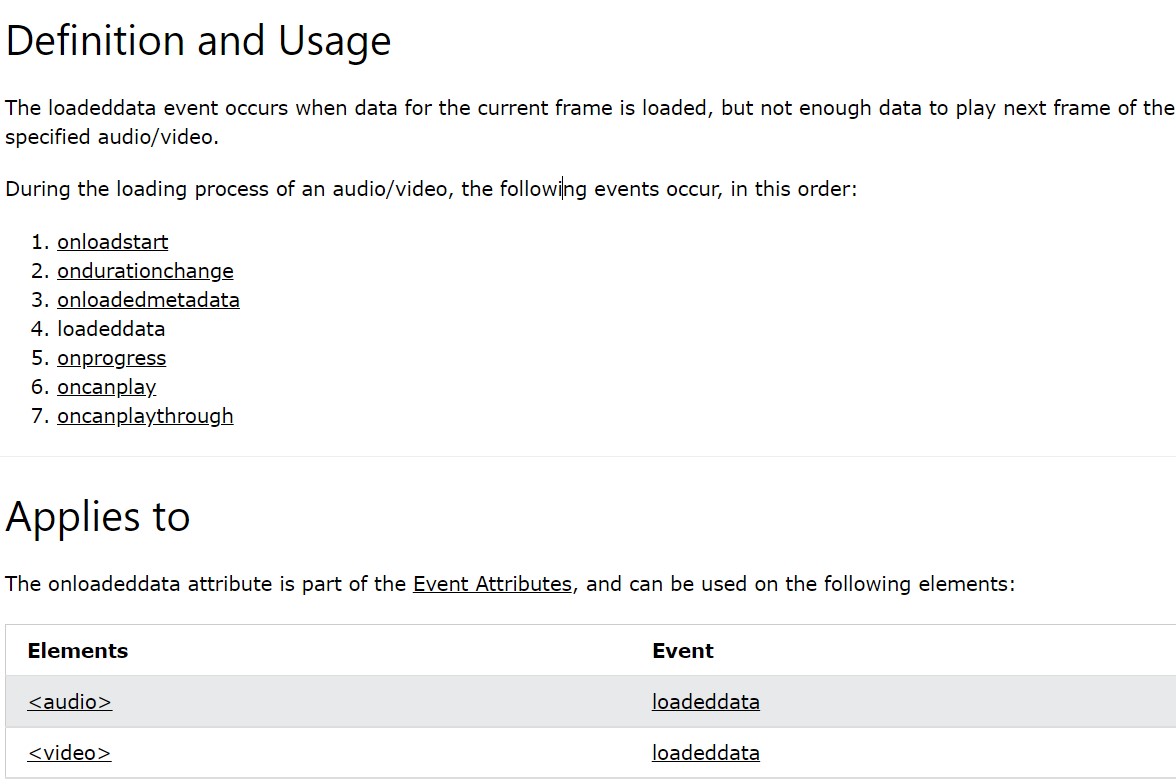 Definition and Usage
The loadeddata event occurs when data for the current frame is loaded, but not enough data to play next frame of the
specified audio/video.
During the loading process of an audio/video, the following events occur, in this order:
1. onloadstart
2. ondurationchange
3. onloadedmetadata
4. loadeddata
5. onprogress
6. oncanplay
7. oncanplaythrough
Applies to
The onloadeddata attribute is part of the Event Attributes, and can be used on the following elements:
Elements Event
<audio> loadeddata
<video> loadeddata